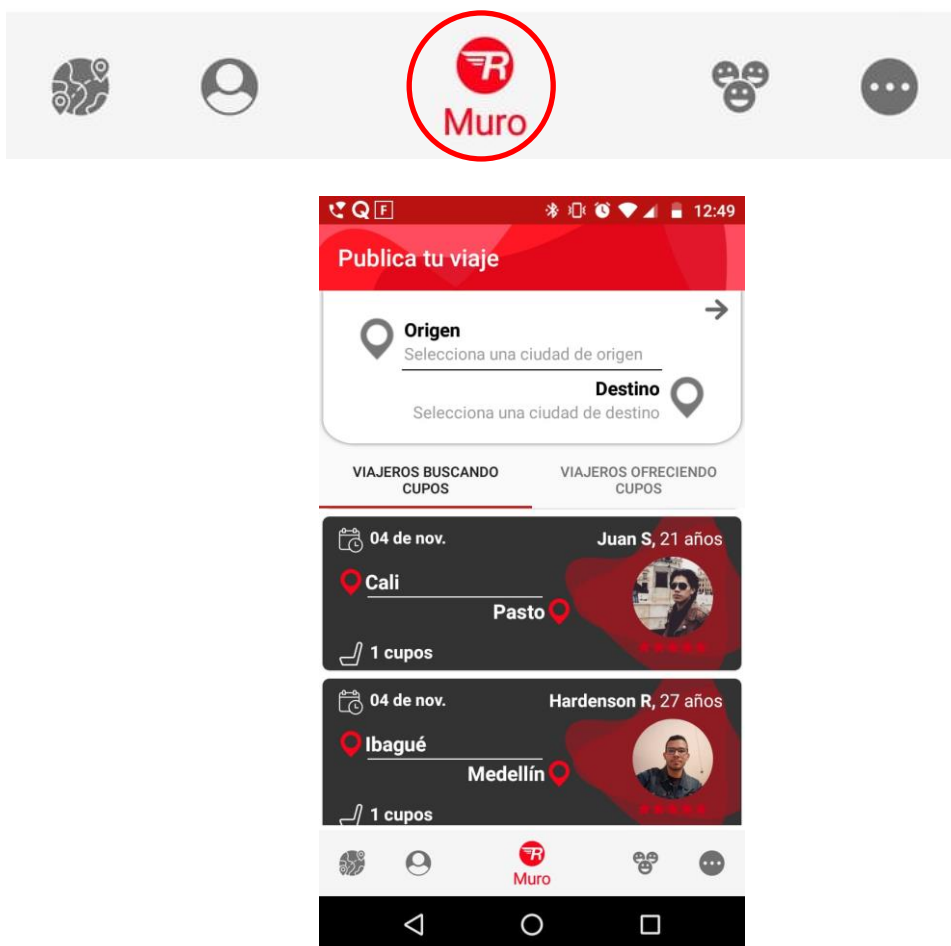 R
Muro
Q F 12:49
Publica tu viaje
Origen
Selecciona una ciudad de origen
Destino
Selecciona una ciudad de destino
VIAJEROS BUSCANDO
CUPOS
VIAJEROS OFRECIENDO
CUPOS
04 de nov.
Juan S, 21 años
Cali
Pasto
1 cupos
04 de nov.
Hardenson R, 27 años
Ibagué
Medellín
1 cupos
R
Muro